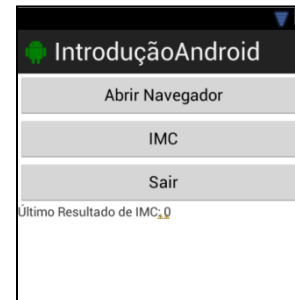 IntroduçãoAndroid
Abrir Navegador
IMC
Sair
Último Resultado de IMC: 0